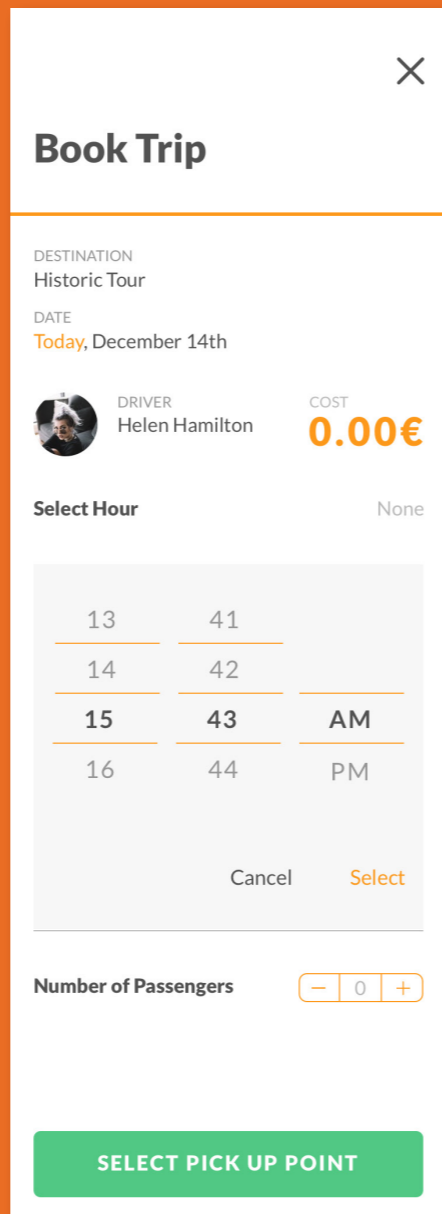 Book Trip
DESTINATION
Historic Tour
DATE
Today, December 14th
DRIVER
Helen Hamilton
COST
0.00€
Select Hour
None
13 41
14 42
15 43 AM
16 44 PM
Cancel Select
Number of Passengers
− 0 +
SELECT PICK UP POINT